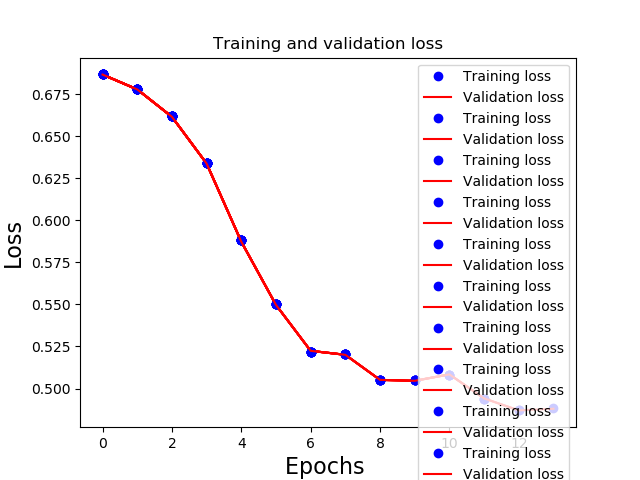 Training and validation loss
Loss
0.675
0.650
0.625
0.600
0.575
0.550
0.525
0.500
Training loss
Validation loss
Training loss
Validation loss
Training loss
Validation loss
Training loss
Validation loss
Training loss
Validation loss
Training loss
Validation loss
Training loss
Validation loss
Training loss
Validation loss
Training loss
Validation loss
Training loss
Validation loss
0 2 4 6 8 10 12
Epochs